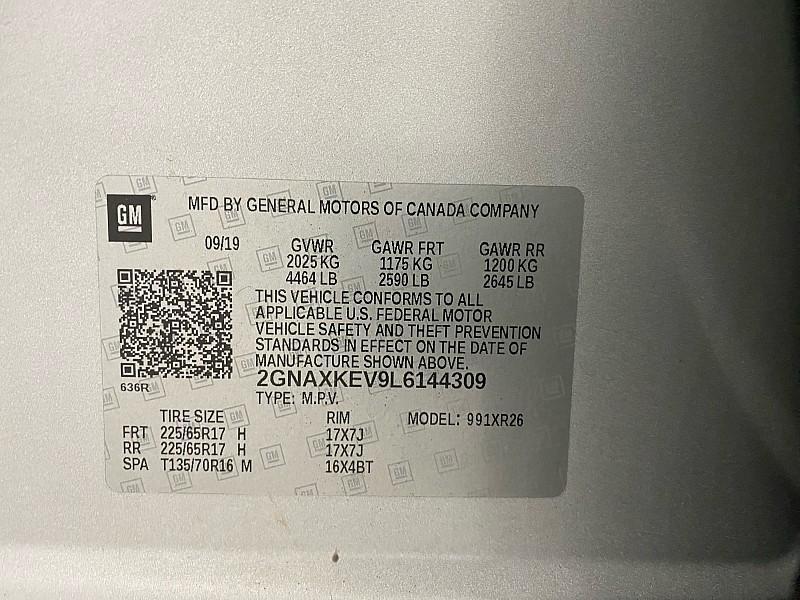 GM
MFD BY GENERAL MOTORS OF CANADA COMPANY
09/19 GVWR GAWR FRT GAWR RR
2025 KG 1175 KG 1200 KG
4464 LB 2590 LB 2645 LB
THIS VEHICLE CONFORMS TO ALL
APPLICABLE U.S. FEDERAL MOTOR
VEHICLE SAFETY AND THEFT PREVENTION
STANDARDS IN EFFECT ON THE DATE OF
MANUFACTURE SHOWN ABOVE.
636R 2GNAXKEV9L6144309
TYPE: M.P.V.
TIRE SIZE RIM MODEL: 991XR26
FRT 225/65R17 H 17X7J
RR 225/65R17 H 17X7J
SPA T135/70R16 M 16X4BT